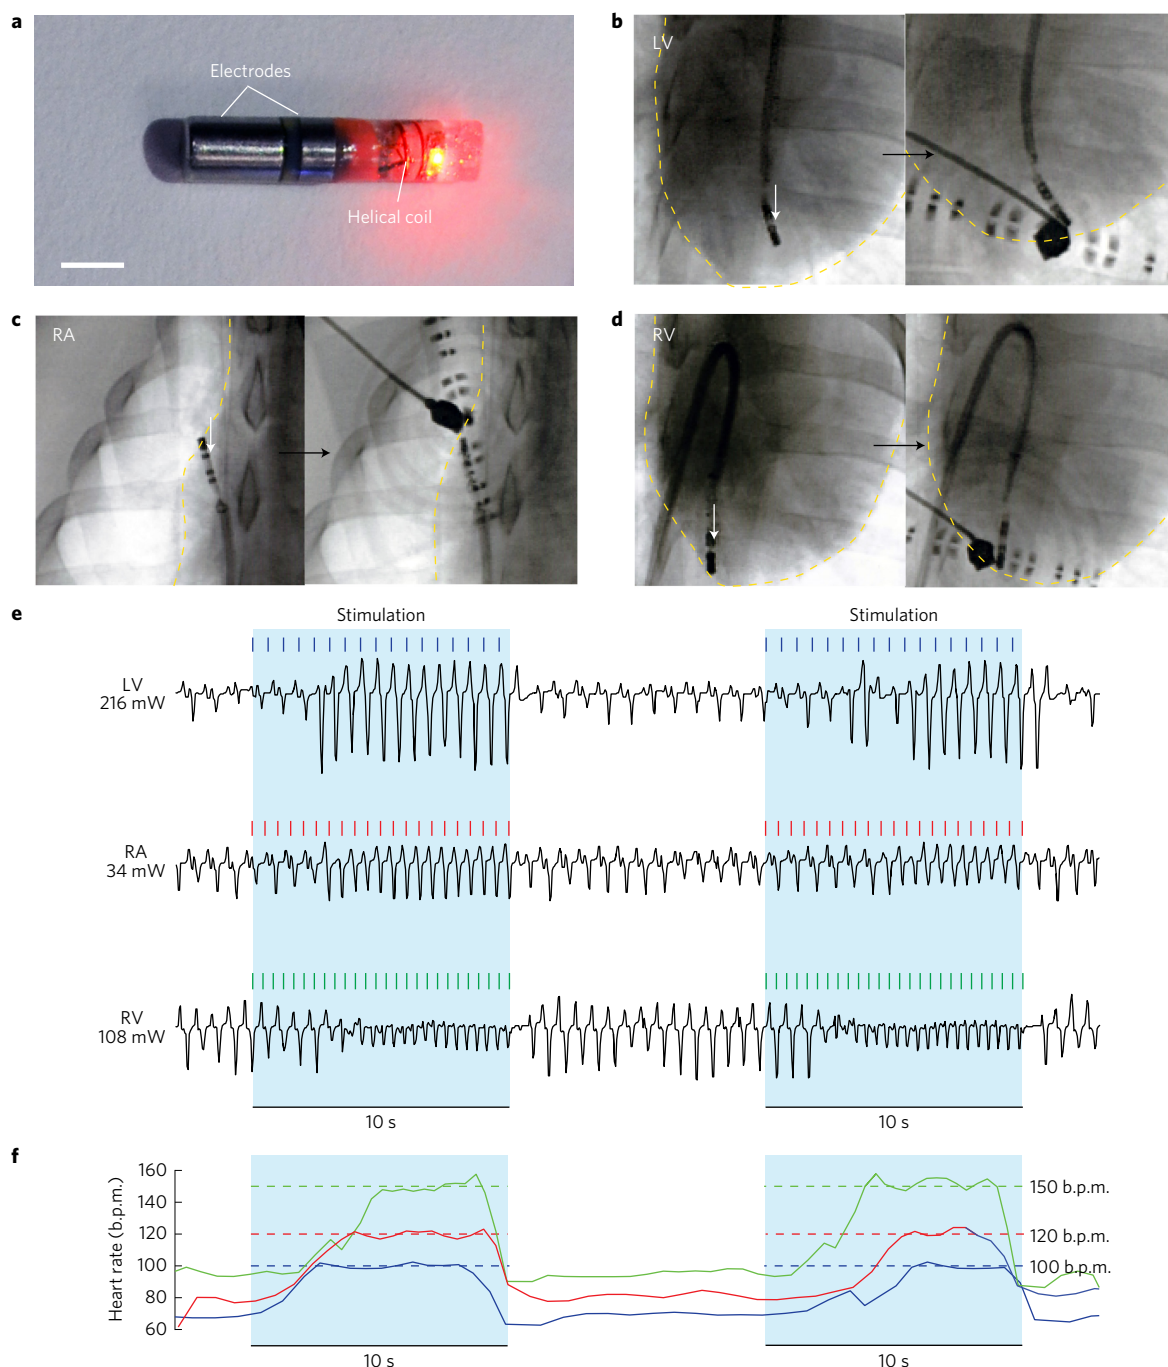 a
Electrodes
Helical coil
b
LV
c
RA
d
RV
e
Stimulation
Stimulation
LV
216 mW
RA
34 mW
RV
108 mW
10 s
10 s
f
Heart rate (b.p.m.)
160
140
120
100
80
60
150 b.p.m.
120 b.p.m.
100 b.p.m.
10 s
10 s